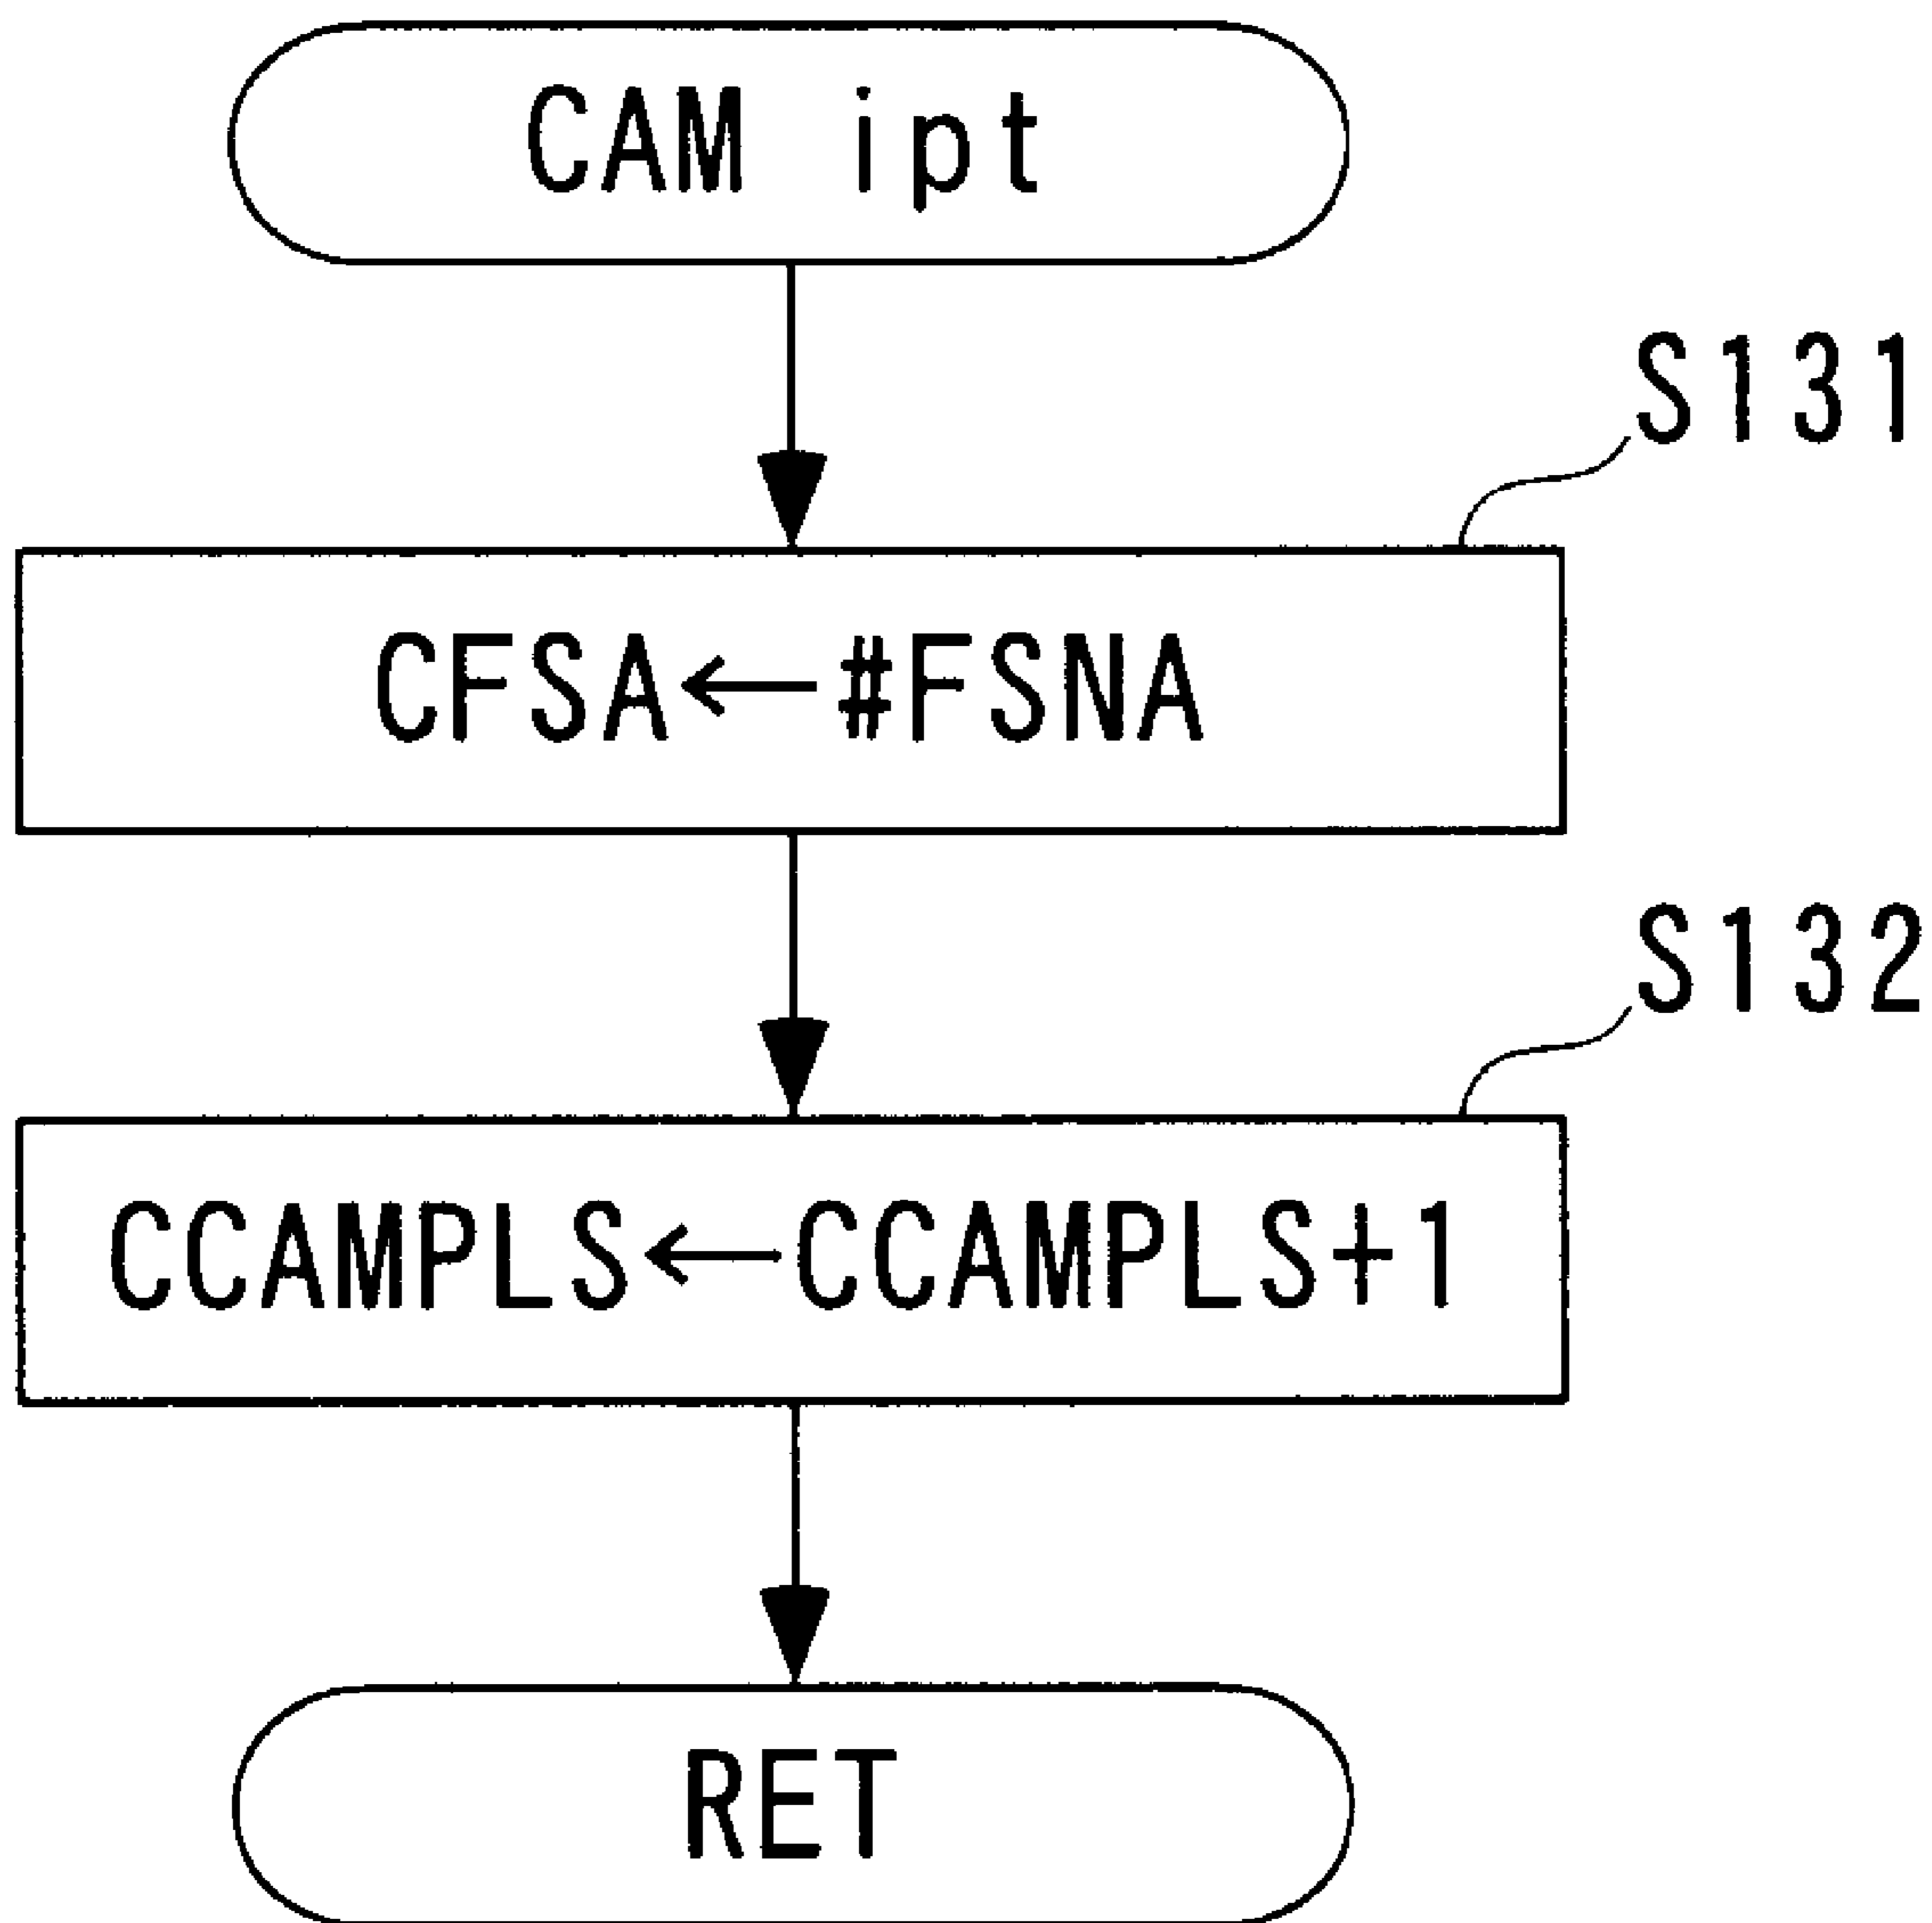 CAM ipt
S131
CFSA←#FSNA
S132
CCAMPLS←CCAMPLS+1
RET